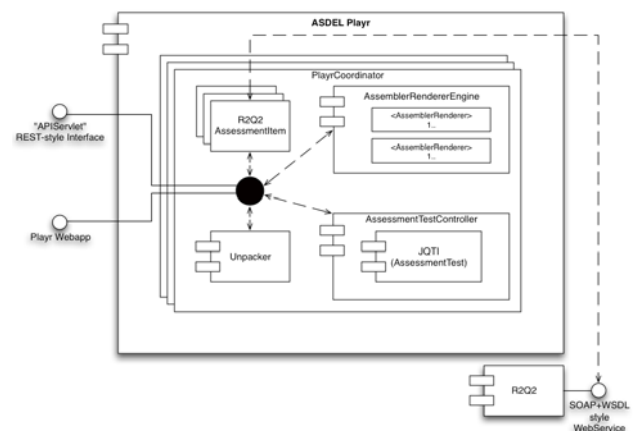 ASDEL Playr
PlayrCoordinator
R2Q2
AssessmentItem
AssemblerRendererEngine
<AssemblerRenderer>
1..
<AssemblerRenderer>
1..
"APIServlet"
REST-style Interface
Playr Webapp
Unpacker
AssessmentTestController
JQTI
(AssessmentTest)
R2Q2
SOAP+WSDL
style
WebService